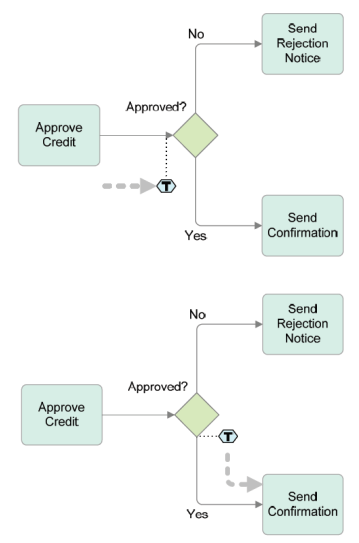 No
Send
Rejection
Notice
Approved?
Approve
Credit
T
Send
Confirmation
Yes
No
Send
Rejection
Notice
Approved?
Approve
Credit
T
Send
Confirmation
Yes